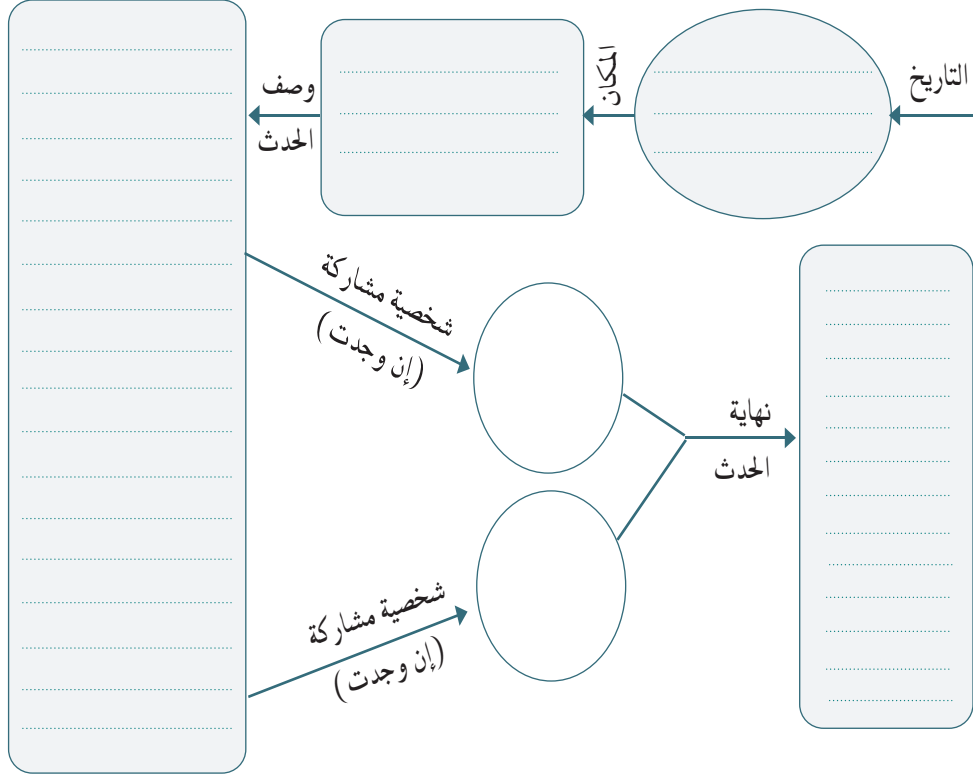 التاريخ
المكان
وصف
الحدث
شخصية مشاركة
(إن وجدت)
شخصية مشاركة
(إن وجدت)
نهاية
الحدث